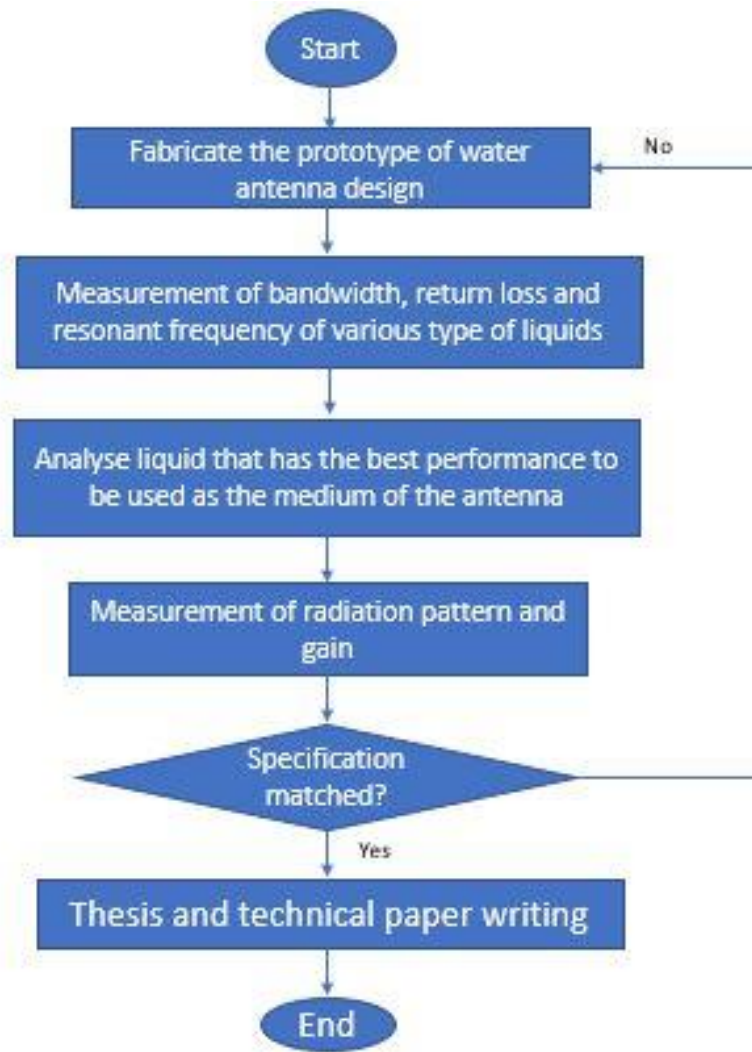 Start
Fabricate the prototype of water
antenna design
No
Measurement of bandwidth, return loss and
resonant frequency of various type of liquids
Analyse liquid that has the best performance to
be used as the medium of the antenna
Measurement of radiation pattern and
gain
Specification
matched?
Yes
Thesis and technical paper writing
End